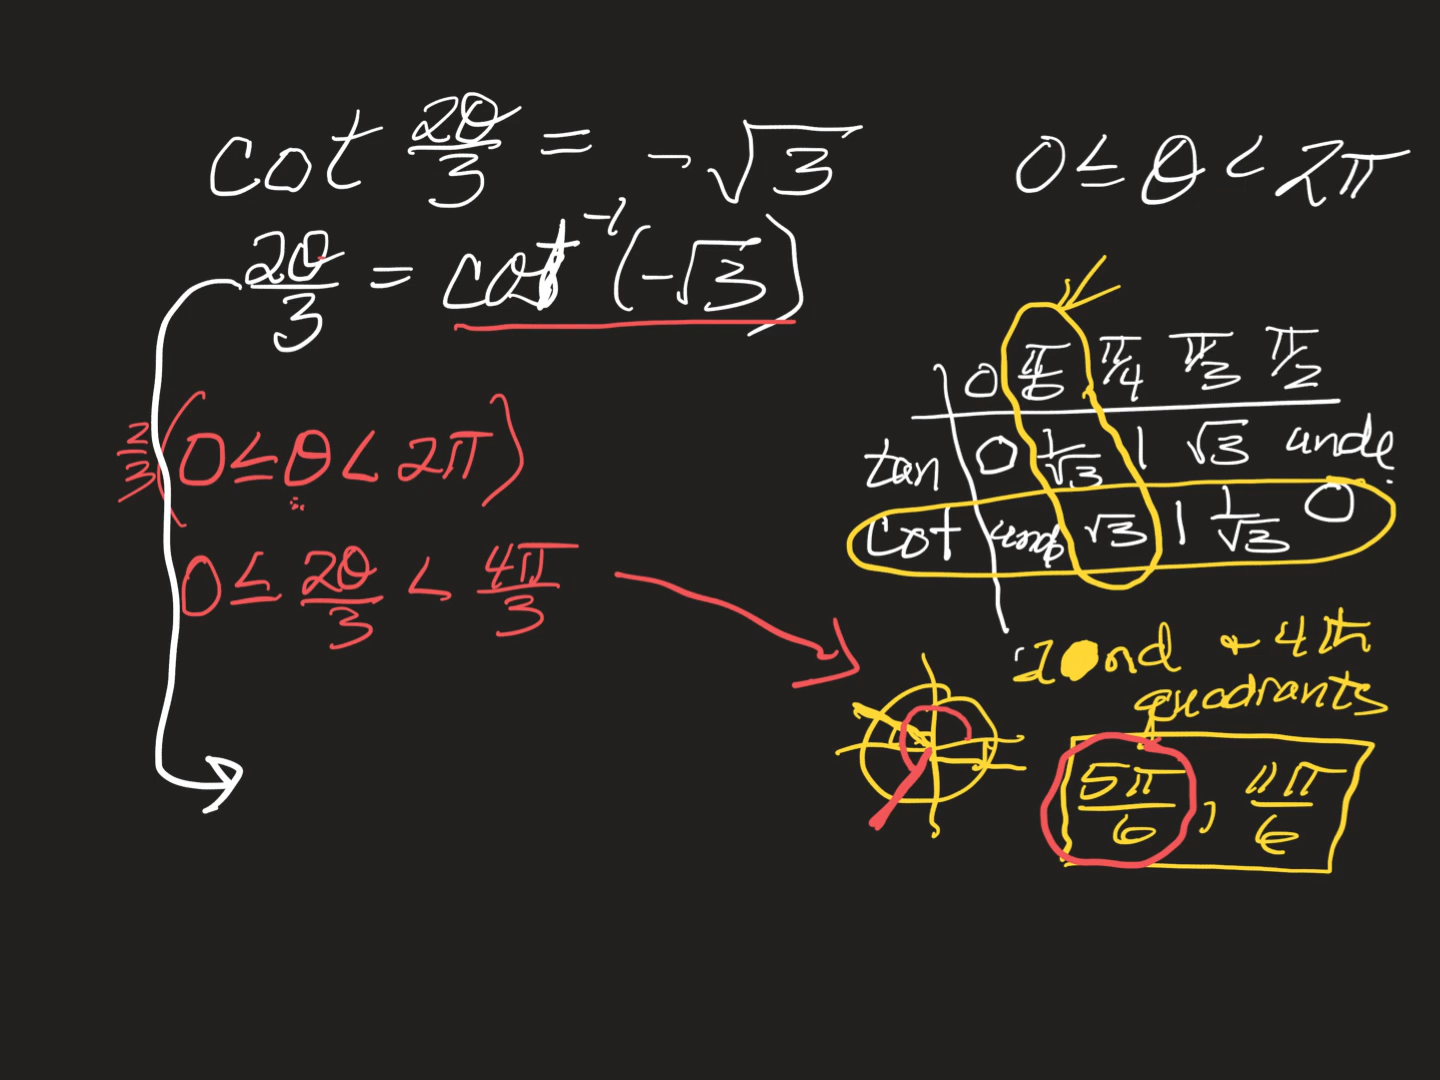 cot 2θ/3 = -√3 0 ≤ θ < 2π
2θ/3 = cot⁻¹(-√3)
0 π/6 π/4 π/3 π/2
2/3 (0 ≤ θ < 2π)
tan 0 1/√3 1 √3 unde.
cot und √3 1 1/√3 0
0 ≤ 2θ/3 < 4π/3
2nd + 4th
quadrants
5π/6, 11π/6